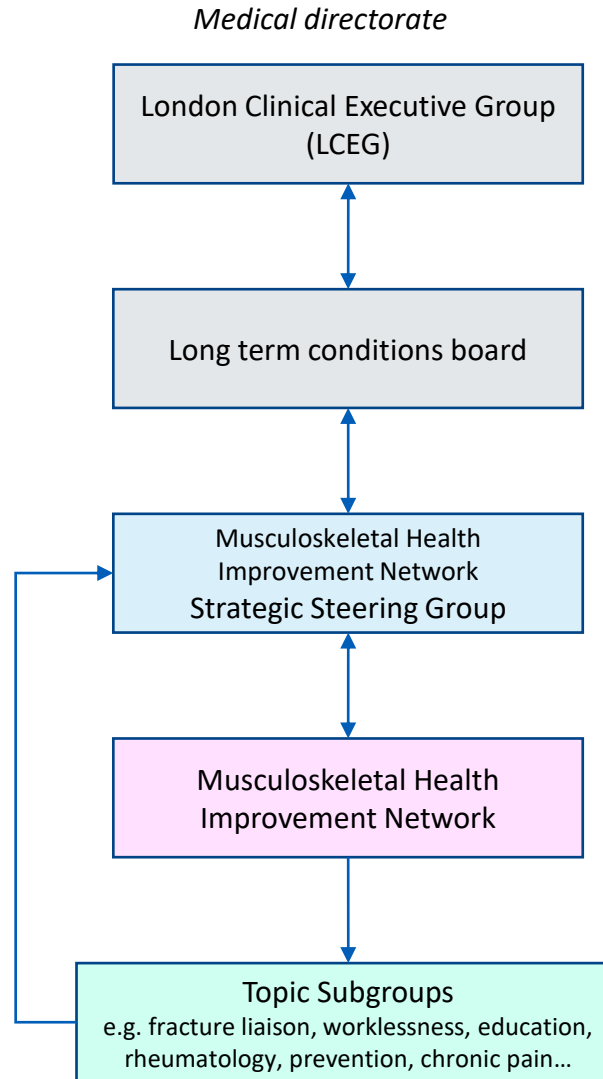 Medical directorate
London Clinical Executive Group
(LCEG)
Long term conditions board
Musculoskeletal Health
Improvement Network
Strategic Steering Group
Musculoskeletal Health
Improvement Network
Topic Subgroups
e.g. fracture liaison, worklessness, education,
rheumatology, prevention, chronic pain…